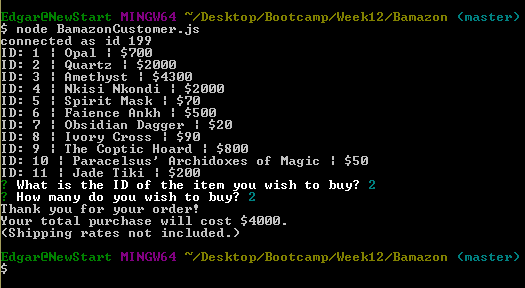 Edgar@NewStart MINGW64 ~/Desktop/Bootcamp/Week12/Bamazon (master)
$ node BamazonCustomer.js
connected as id 199
ID: 1 | Opal | $700
ID: 2 | Quartz | $2000
ID: 3 | Amethyst | $4300
ID: 4 | Nkisi Nkondi | $2000
ID: 5 | Spirit Mask | $70
ID: 6 | Faience Ankh | $500
ID: 7 | Obsidian Dagger | $20
ID: 8 | Ivory Cross | $90
ID: 9 | The Coptic Hoard | $800
ID: 10 | Paracelsus' Archidoxes of Magic | $50
ID: 11 | Jade Tiki | $200
? What is the ID of the item you wish to buy? 2
? How many do you wish to buy? 2
Thank you for your order!
Your total purchase will cost $4000.
(Shipping rates not included.)
Edgar@NewStart MINGW64 ~/Desktop/Bootcamp/Week12/Bamazon (master)
$